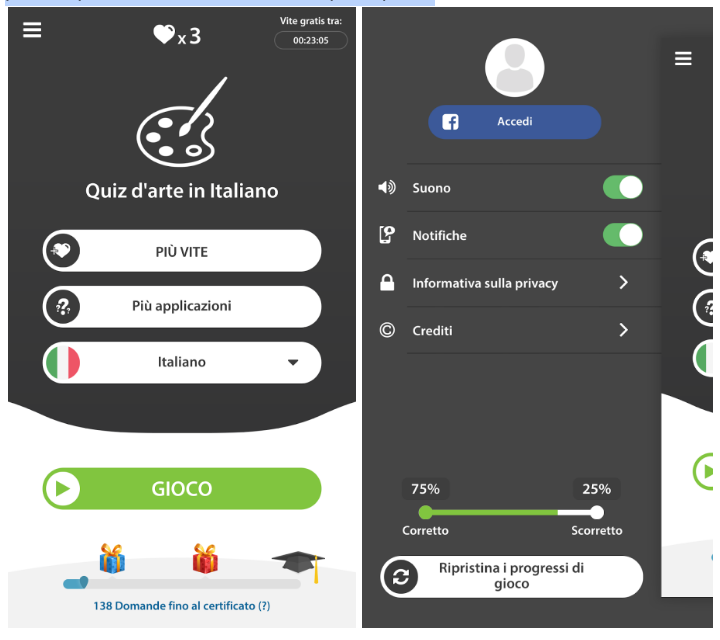 x 3
Vite gratis tra:
00:23:05
Quiz d'arte in Italiano
PIÙ VITE
Più applicazioni
Italiano
GIOCO
138 Domande fino al certificato (?)
Accedi
Suono
Notifiche
Informativa sulla privacy
Crediti
75%
25%
Corretto
Scorretto
Ripristina i progressi di
gioco